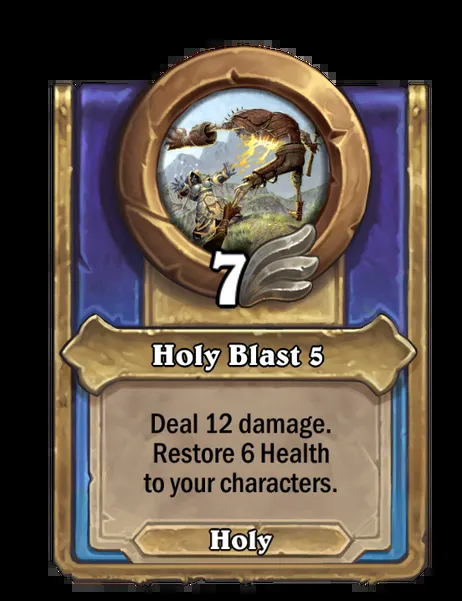 7
Holy Blast 5
Deal 12 damage.
Restore 6 Health
to your characters.
Holy